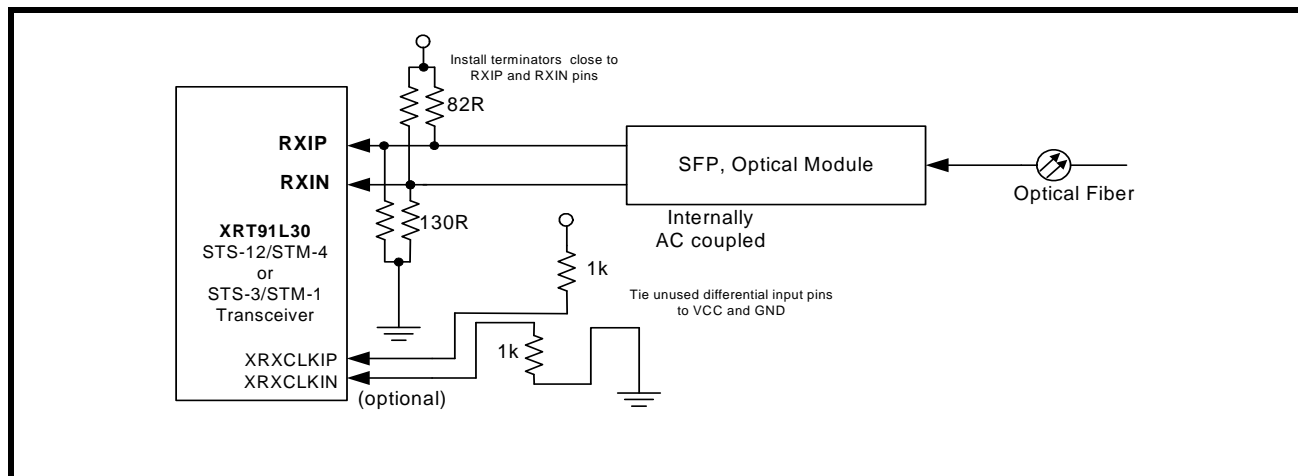 Install terminators close to
RXIP and RXIN pins
82R
RXIP
RXIN
SFP, Optical Module
Optical Fiber
130R
Internally
AC coupled
XRT91L30
STS-12/STM-4
or
STS-3/STM-1
Transceiver
1k
Tie unused differential input pins
to VCC and GND
1k
XRXCLKIP
XRXCLKIN
(optional)